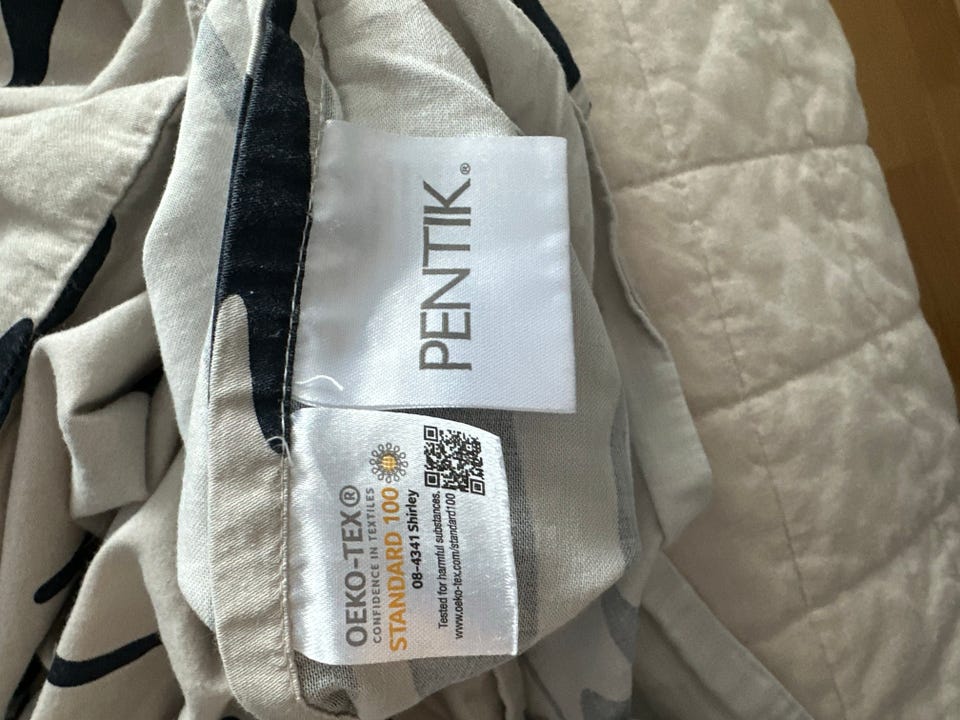 PENTIK®
OEKO-TEX®
CONFIDENCE IN TEXTILES
STANDARD 100
08-4341 Shirley
Tested for harmful substances.
www.oeko-tex.com/standard100